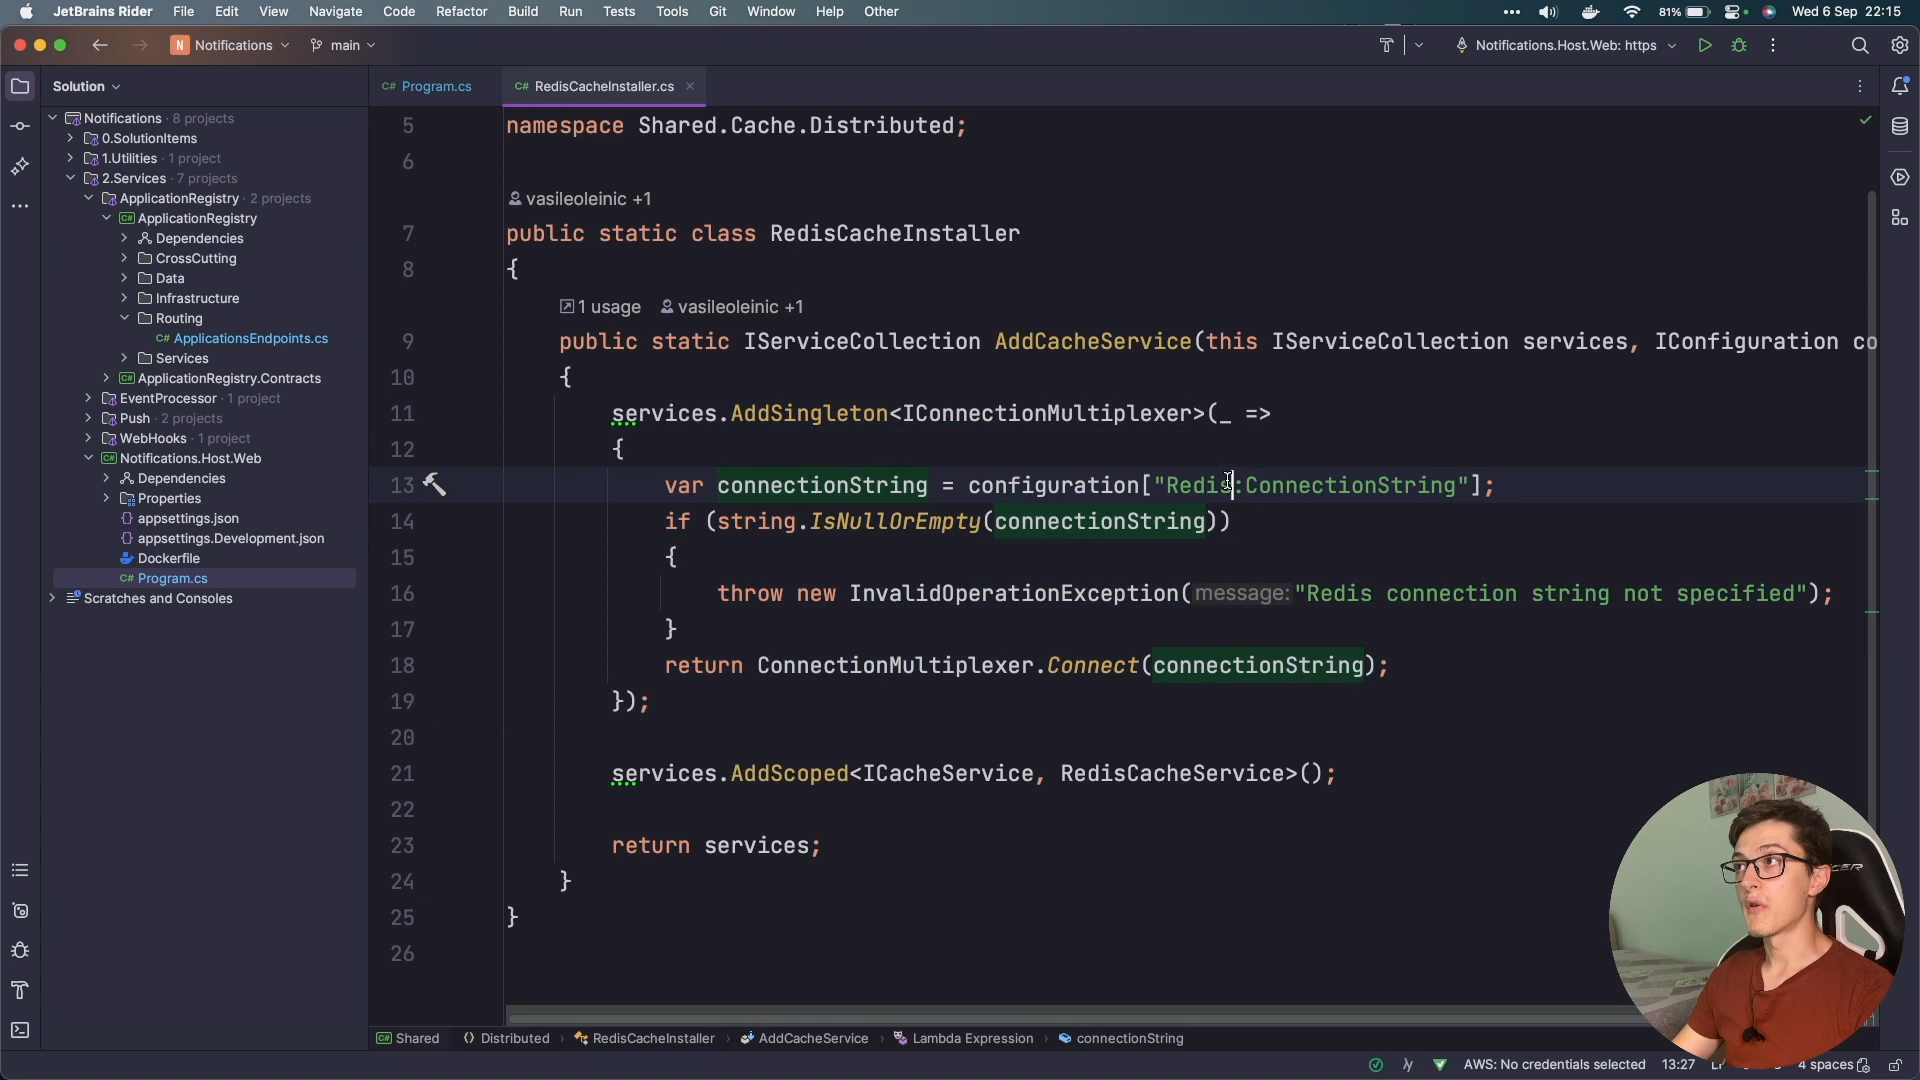 JetBrains Rider File Edit View Navigate Code Refactor Build Run Tests Tools Git Window Help Other
81% Wed 6 Sep 22:15
N Notifications main Notifications.Host.Web: https
Solution
Notifications · 8 projects
0.SolutionItems
1.Utilities · 1 project
2.Services · 7 projects
ApplicationRegistry · 2 projects
C# ApplicationRegistry
Dependencies
CrossCutting
Data
Infrastructure
Routing
C# ApplicationsEndpoints.cs
Services
C# ApplicationRegistry.Contracts
EventProcessor · 1 project
Push · 2 projects
WebHooks · 1 project
C# Notifications.Host.Web
Dependencies
Properties
{} appsettings.json
{} appsettings.Development.json
Dockerfile
C# Program.cs
Scratches and Consoles
C# Program.cs C# RedisCacheInstaller.cs
5 namespace Shared.Cache.Distributed;
6
vasileoleinic +1
7 public static class RedisCacheInstaller
8 {
1 usage vasileoleinic +1
9 public static IServiceCollection AddCacheService(this IServiceCollection services, IConfiguration co
10 {
11 services.AddSingleton<IConnectionMultiplexer>(_ =>
12 {
13 var connectionString = configuration["Redis:ConnectionString"];
14 if (string.IsNullOrEmpty(connectionString))
15 {
16 throw new InvalidOperationException(message:"Redis connection string not specified");
17 }
18 return ConnectionMultiplexer.Connect(connectionString);
19 });
20
21 services.AddScoped<ICacheService, RedisCacheService>();
22
23 return services;
24 }
25 }
26
C# Shared {} Distributed RedisCacheInstaller AddCacheService Lambda Expression connectionString
AWS: No credentials selected 13:27 4 spaces